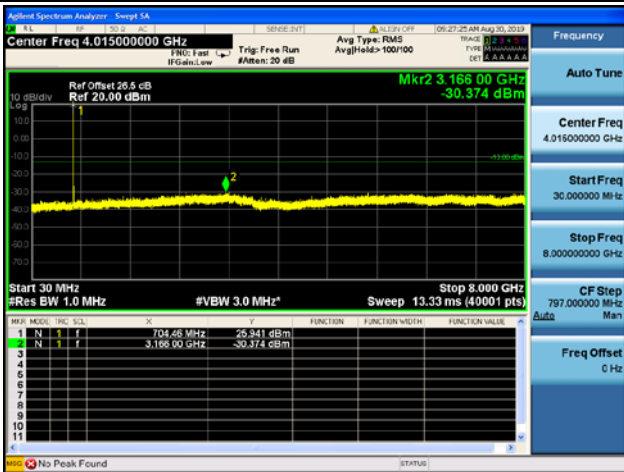 Agilent Spectrum Analyzer - Swept SA
RL RF 50 Ω AC SENSE:INT ALIGN OFF 09:27:25 AM Aug 30, 2019
Center Freq 4.015000000 GHz
PNO: Fast
IFGain:Low
Trig: Free Run
#Atten: 20 dB
Avg Type: RMS
Avg|Hold>100/100
TRACE 1 2 3 4 5 6
TYPE
DET A A A A A A
Frequency
Mkr2 3.166 00 GHz
-30.374 dBm
Ref Offset 26.5 dB
10 dB/div Ref 20.00 dBm
Log
10.0
0.00
-10.0
-20.0
-30.0
-40.0
-50.0
-60.0
-70.0
1
2
-13.00 dBm
Start 30 MHz Stop 8.000 GHz
#Res BW 1.0 MHz #VBW 3.0 MHz* Sweep 13.33 ms (40001 pts)
MKR MODE TRC SCL X Y FUNCTION FUNCTION WIDTH FUNCTION VALUE
1 N 1 f 704.46 MHz 25.941 dBm
2 N 1 f 3.166 00 GHz -30.374 dBm
3
4
5
6
7
8
9
10
11
Auto Tune
Center Freq
4.015000000 GHz
Start Freq
30.000000 MHz
Stop Freq
8.000000000 GHz
CF Step
797.000000 MHz
Auto Man
Freq Offset
0 Hz
MSG No Peak Found STATUS